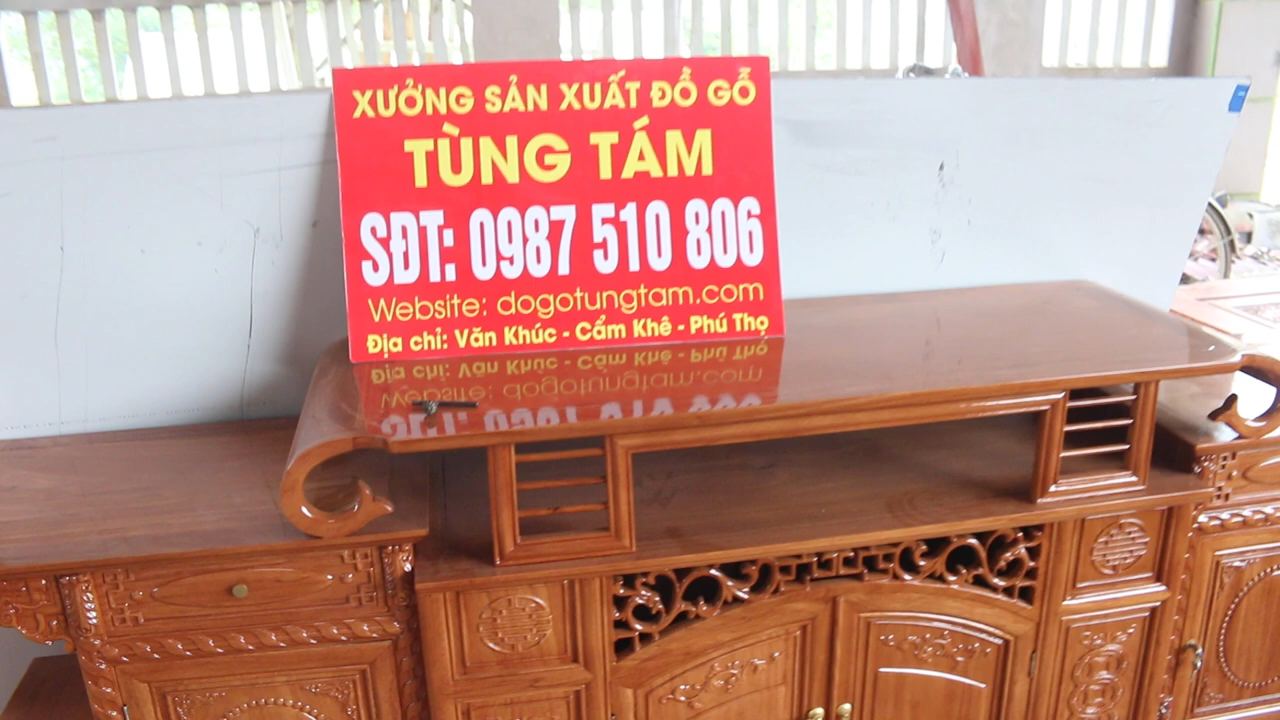 XƯỞNG SẢN XUẤT ĐỒ GỖ
TÙNG TÁM
SĐT: 0987 510 806
Website: dogotungtam.com
Địa chỉ: Văn Khúc - Cẩm Khê - Phú Thọ